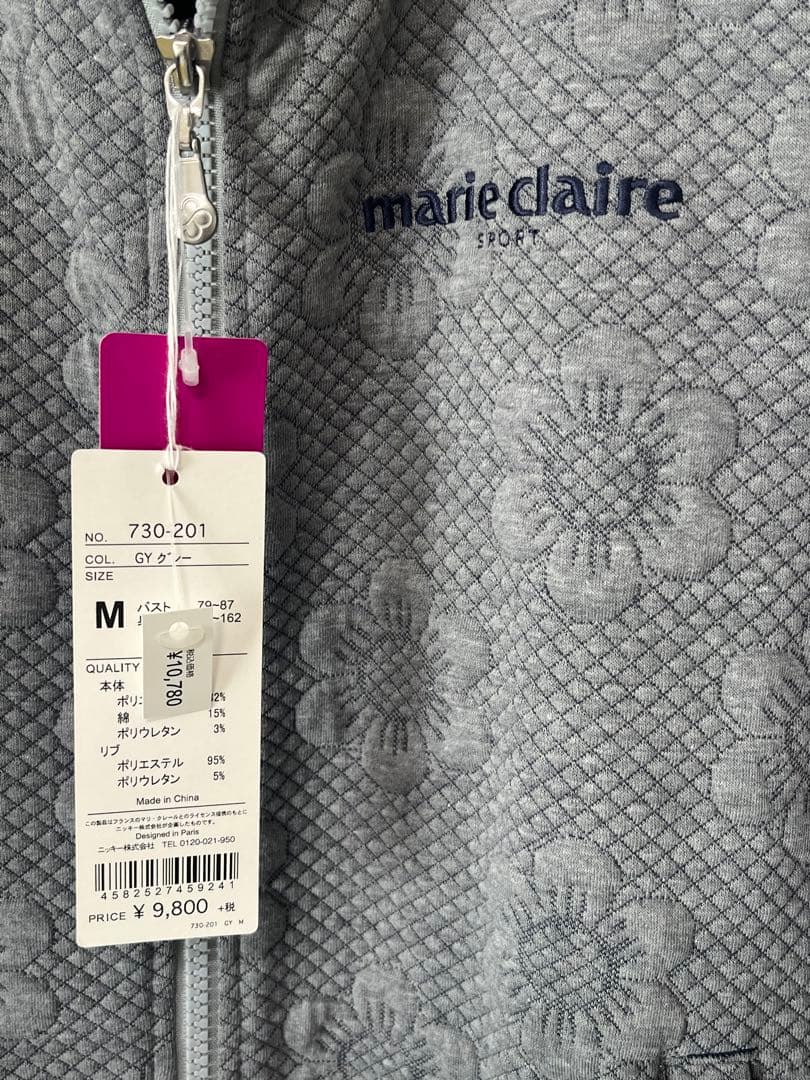 marie claire
SPORT
NO. 730-201
COL. GY グレー
SIZE
M バスト 79~87
~162
税込価格
¥10,780
QUALITY
本体
ポリエ 82%
綿 15%
ポリウレタン 3%
リブ
ポリエステル 95%
ポリウレタン 5%
Made in China
この製品はフランスのマリ・クレールとのライセンス提携のもとに
ニッキー株式会社が企画したものです。
Designed in Paris
ニッキー株式会社 TEL 0120-021-950
4582527459241
PRICE ¥ 9,800 +税
730-201 GY M